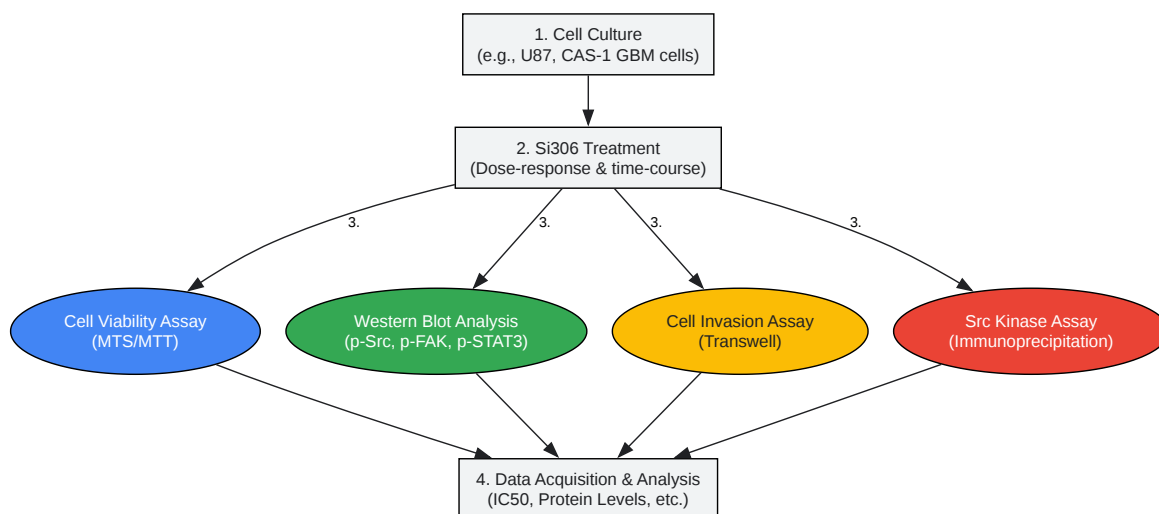 1. Cell Culture
(e.g., U87, CAS-1 GBM cells)
2. Si306 Treatment
(Dose-response & time-course)
3.
3.
3.
3.
Cell Viability Assay
(MTS/MTT)
Western Blot Analysis
(p-Src, p-FAK, p-STAT3)
Cell Invasion Assay
(Transwell)
Src Kinase Assay
(Immunoprecipitation)
4. Data Acquisition & Analysis
(IC50, Protein Levels, etc.)